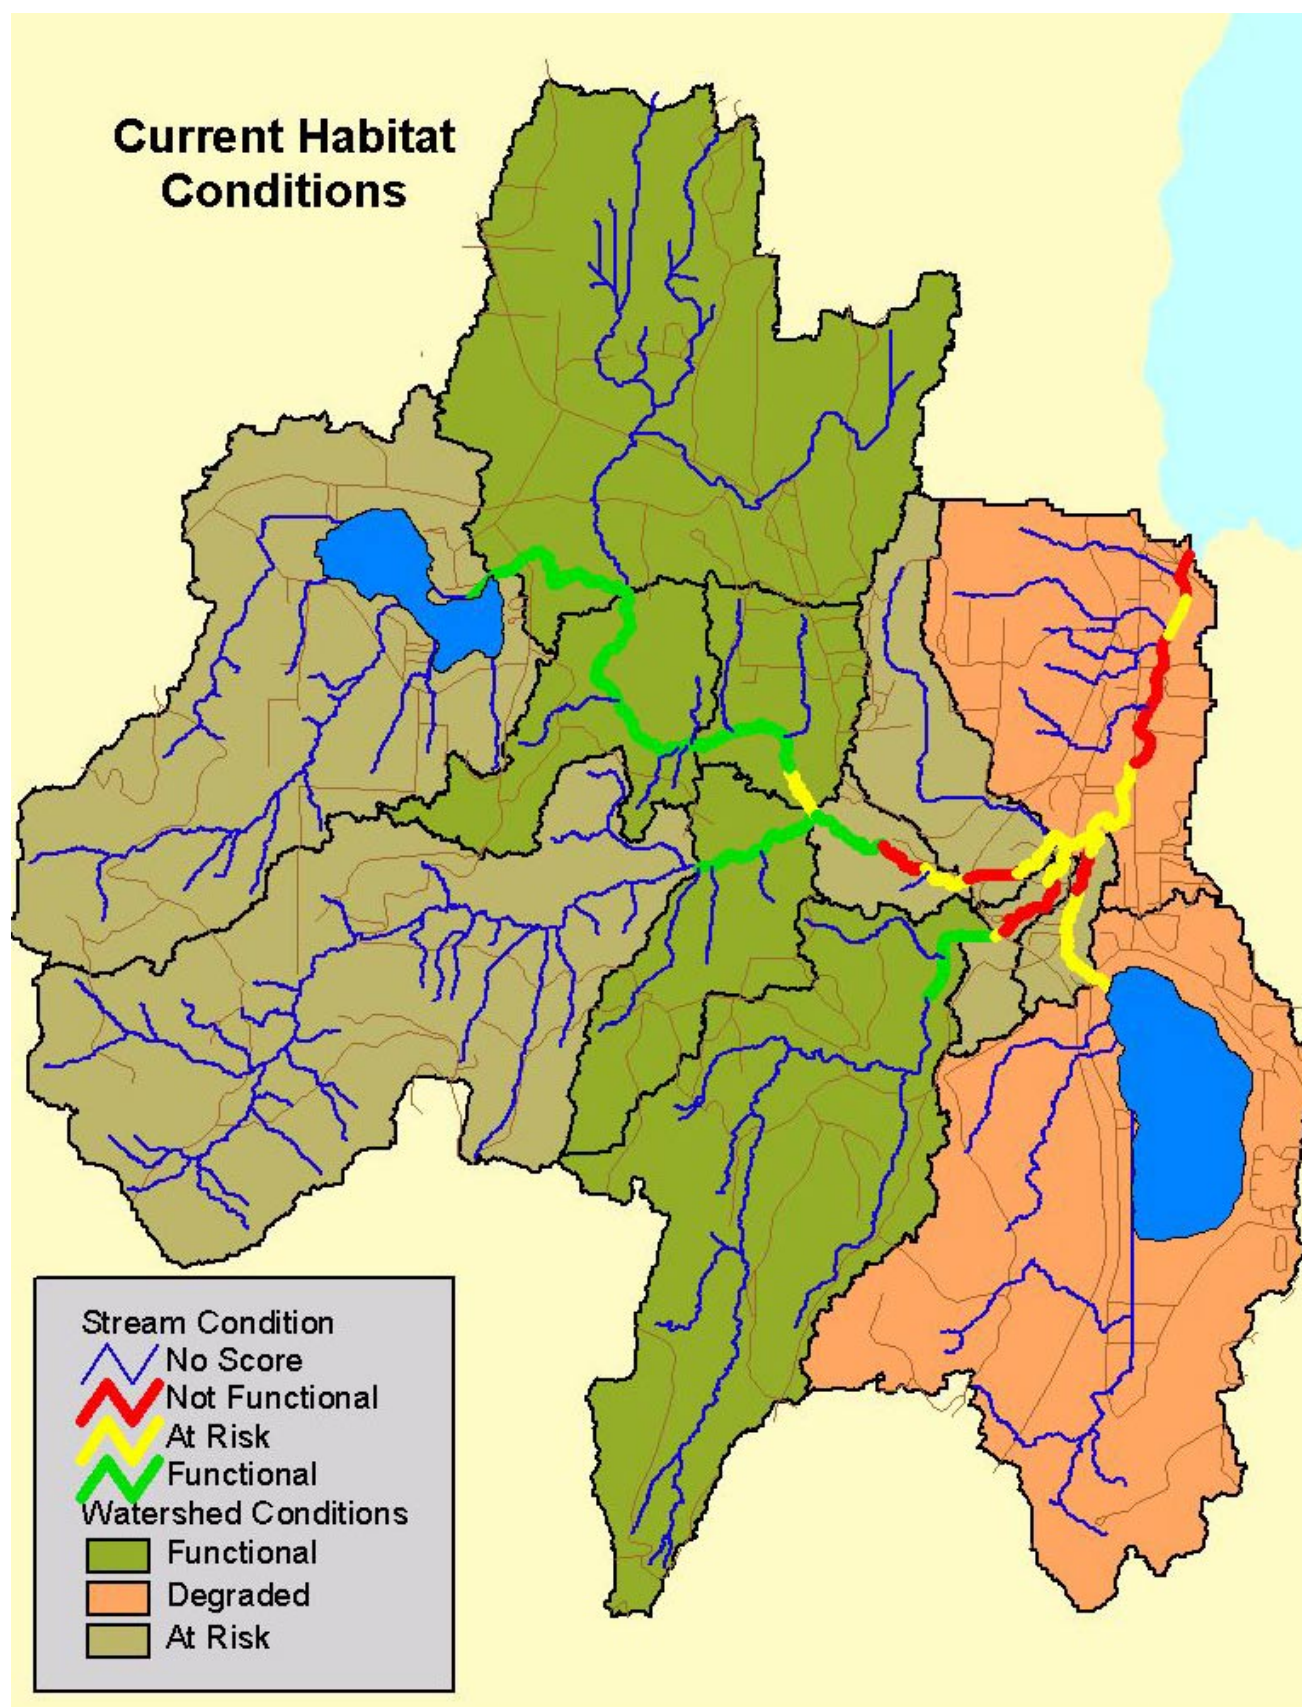 Current Habitat
Conditions
Stream Condition
No Score
Not Functional
At Risk
Functional
Watershed Conditions
Functional
Degraded
At Risk